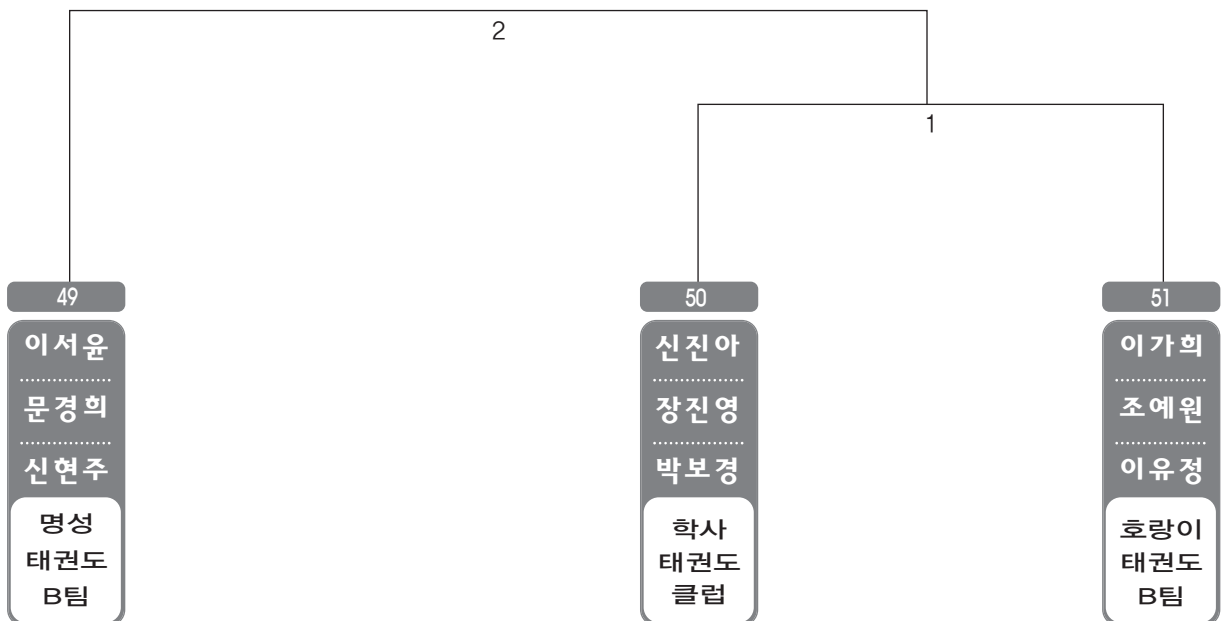 2
1
49
이서윤
문경희
신현주
명성
태권도
B팀
50
신진아
장진영
박보경
학사
태권도
클럽
51
이가희
조예원
이유정
호랑이
태권도
B팀